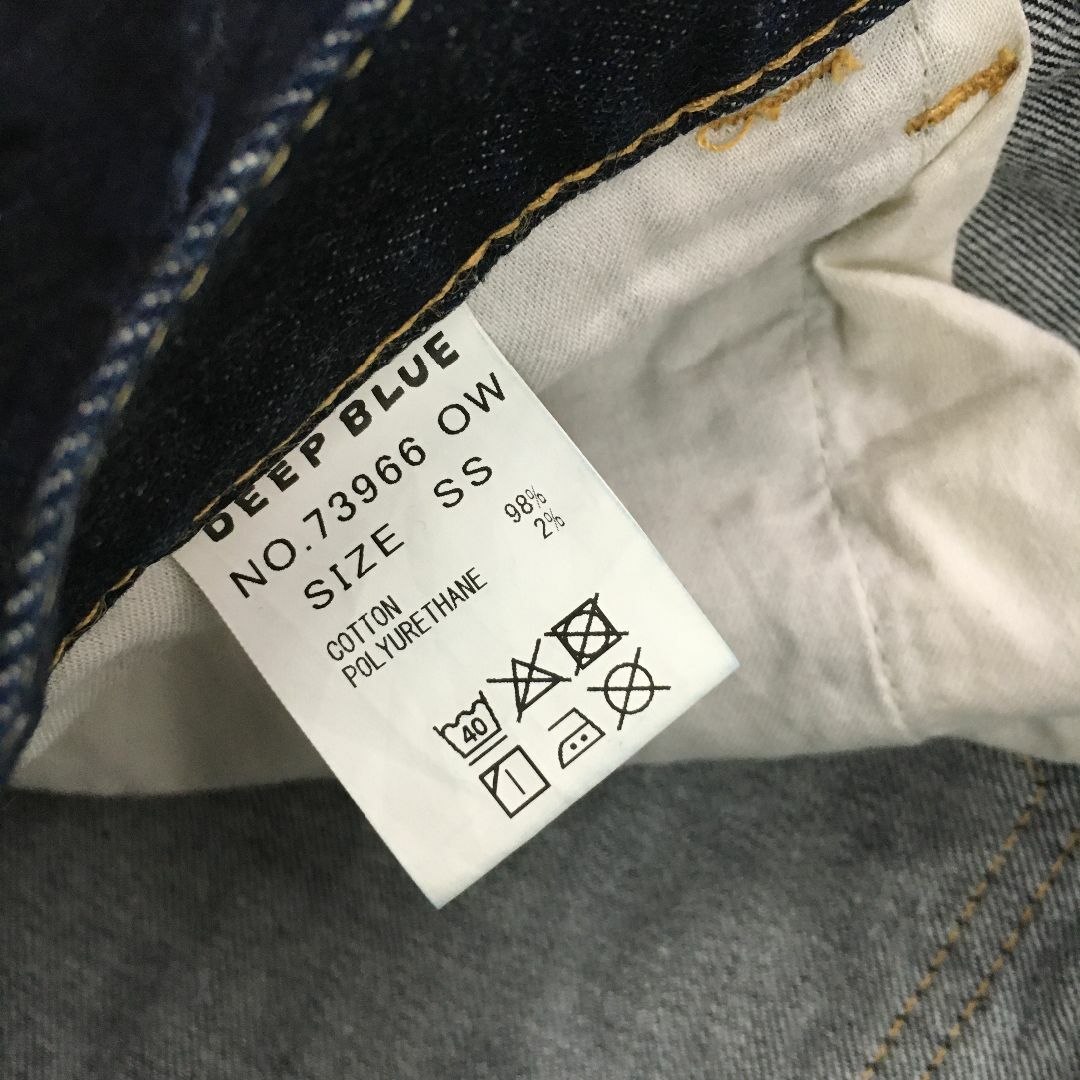 DEEP BLUE
NO.73966 OW
SIZE SS
COTTON 98%
POLYURETHANE 2%
40